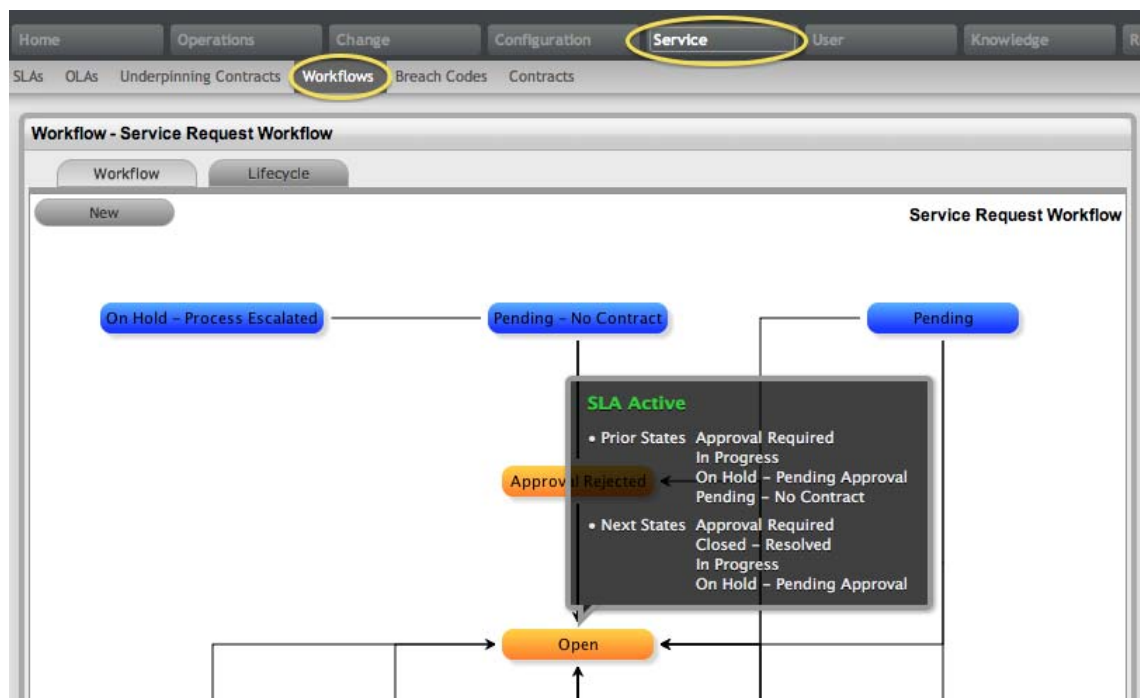 Home Operations Change Configuration Service User Knowledge R
SLAs OLAs Underpinning Contracts Workflows Breach Codes Contracts
Workflow - Service Request Workflow
Workflow Lifecycle
New Service Request Workflow
On Hold – Process Escalated Pending – No Contract Pending
SLA Active
• Prior States Approval Required
In Progress
On Hold – Pending Approval
Pending – No Contract
Approval Rejected
• Next States Approval Required
Closed – Resolved
In Progress
On Hold – Pending Approval
Open